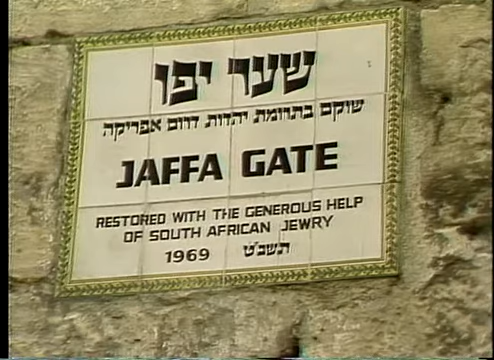 שער יפו
שוקם בתרומת יהדות דרום אפריקה
JAFFA GATE
RESTORED WITH THE GENEROUS HELP
OF SOUTH AFRICAN JEWRY
1969 תשכ"ט